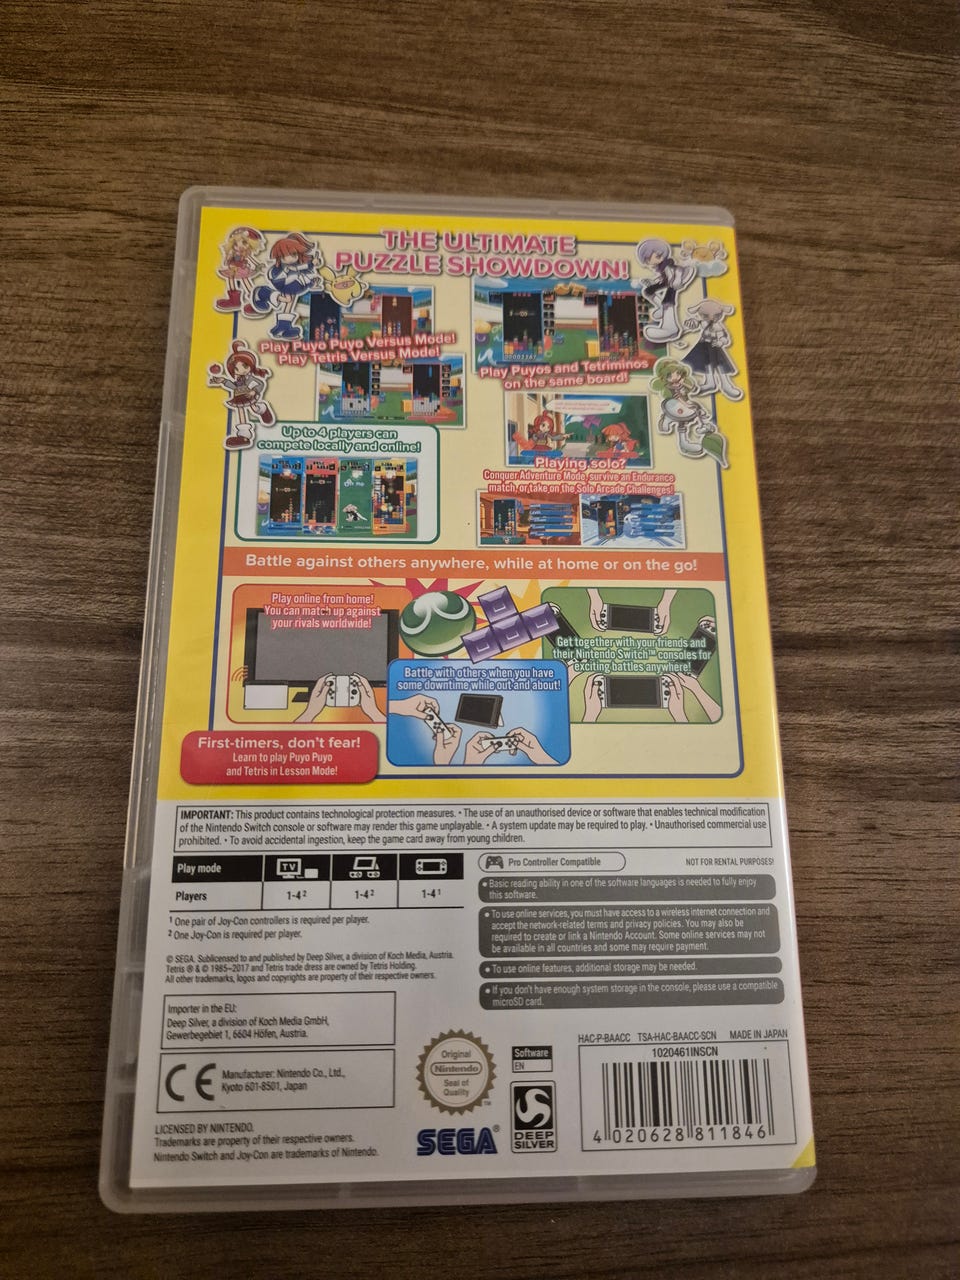 THE ULTIMATE
PUZZLE SHOWDOWN!
Play Puyo Puyo Versus Mode!
Play Tetris Versus Mode!
Play Puyos and Tetriminos
on the same board!
Up to 4 players can
compete locally and online!
Playing solo?
Conquer Adventure Mode, survive an Endurance
match, or take on the Solo Arcade Challenges!
Battle against others anywhere, while at home or on the go!
Play online from home!
You can match up against
your rivals worldwide!
Battle with others when you have
some downtime while out and about!
Get together with your friends and
their Nintendo Switch™ consoles for
exciting battles anywhere!
First-timers, don't fear!
Learn to play Puyo Puyo
and Tetris in Lesson Mode!
IMPORTANT: This product contains technological protection measures. • The use of an unauthorised device or software that enables technical modification
of the Nintendo Switch console or software may render this game unplayable. • A system update may be required to play. • Unauthorised commercial use
prohibited. • To avoid accidental ingestion, keep the game card away from young children.
Play mode TV
Players 1-4² 1-4² 1-4¹
¹ One pair of Joy-Con controllers is required per player.
² One Joy-Con is required per player.
© SEGA. Sublicensed to and published by Deep Silver, a division of Koch Media, Austria.
Tetris ® & © 1985~2017 and Tetris trade dress are owned by Tetris Holding.
All other trademarks, logos and copyrights are property of their respective owners.
Importer in the EU:
Deep Silver, a division of Koch Media GmbH,
Gewerbegebiet 1, 6604 Höfen, Austria.
CE
Manufacturer: Nintendo Co., Ltd.,
Kyoto 601-8501, Japan
LICENSED BY NINTENDO.
Trademarks are property of their respective owners.
Nintendo Switch and Joy-Con are trademarks of Nintendo.
Pro Controller Compatible
NOT FOR RENTAL PURPOSES!
• Basic reading ability in one of the software languages is needed to fully enjoy
this software.
• To use online services, you must have access to a wireless internet connection and
accept the network-related terms and privacy policies. You may also be
required to create or link a Nintendo Account. Some online services may not
be available in all countries and some may require payment.
• To use online features, additional storage may be needed.
• If you don't have enough system storage in the console, please use a compatible
microSD card.
Original
Nintendo
Seal of
Quality
TM
SEGA®
Software
EN
DEEP
SILVER
HAC-P-BAACC TSA-HAC-BAACC-SCN MADE IN JAPAN
1020461INSCN
4 020628 811846